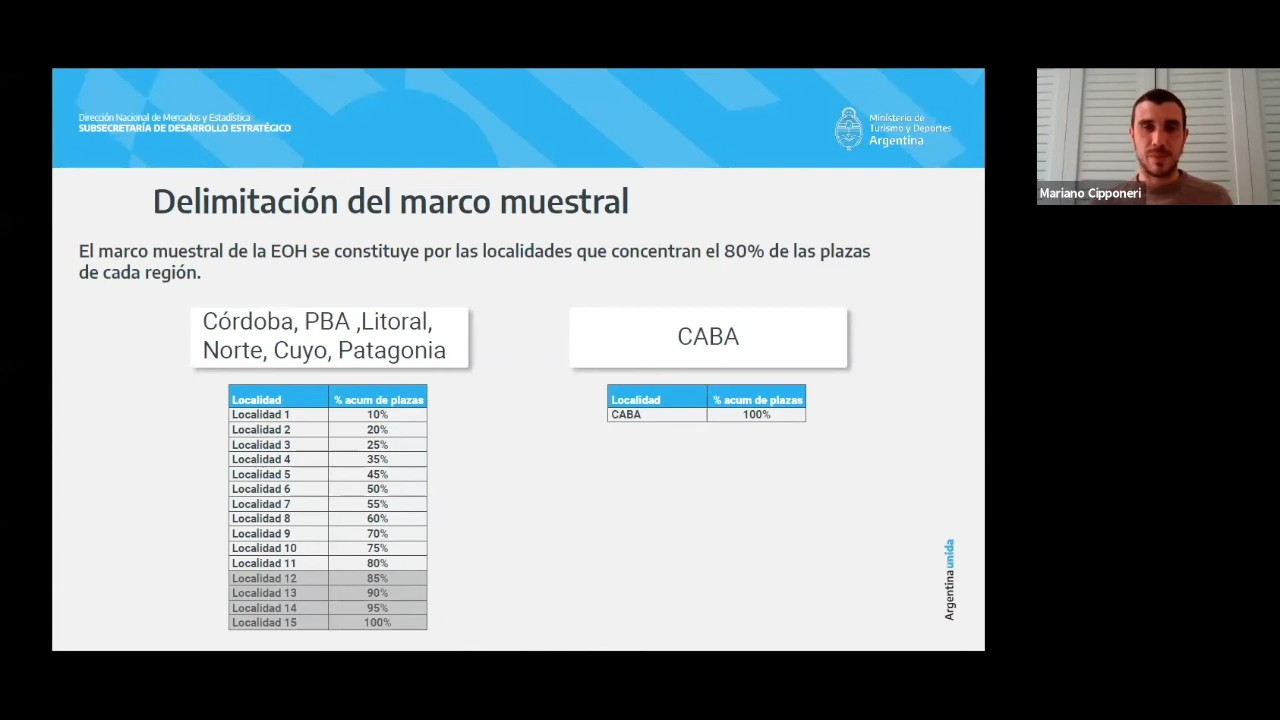 Dirección Nacional de Mercados y Estadística
SUBSECRETARÍA DE DESARROLLO ESTRATÉGICO
Ministerio de
Turismo y Deportes
Argentina
Mariano Cipponeri
Delimitación del marco muestral
El marco muestral de la EOH se constituye por las localidades que concentran el 80% de las plazas
de cada región.
Córdoba, PBA ,Litoral,
Norte, Cuyo, Patagonia
Localidad % acum de plazas
Localidad 1 10%
Localidad 2 20%
Localidad 3 25%
Localidad 4 35%
Localidad 5 45%
Localidad 6 50%
Localidad 7 55%
Localidad 8 60%
Localidad 9 70%
Localidad 10 75%
Localidad 11 80%
Localidad 12 85%
Localidad 13 90%
Localidad 14 95%
Localidad 15 100%
CABA
Localidad % acum de plazas
CABA 100%
Argentina unida